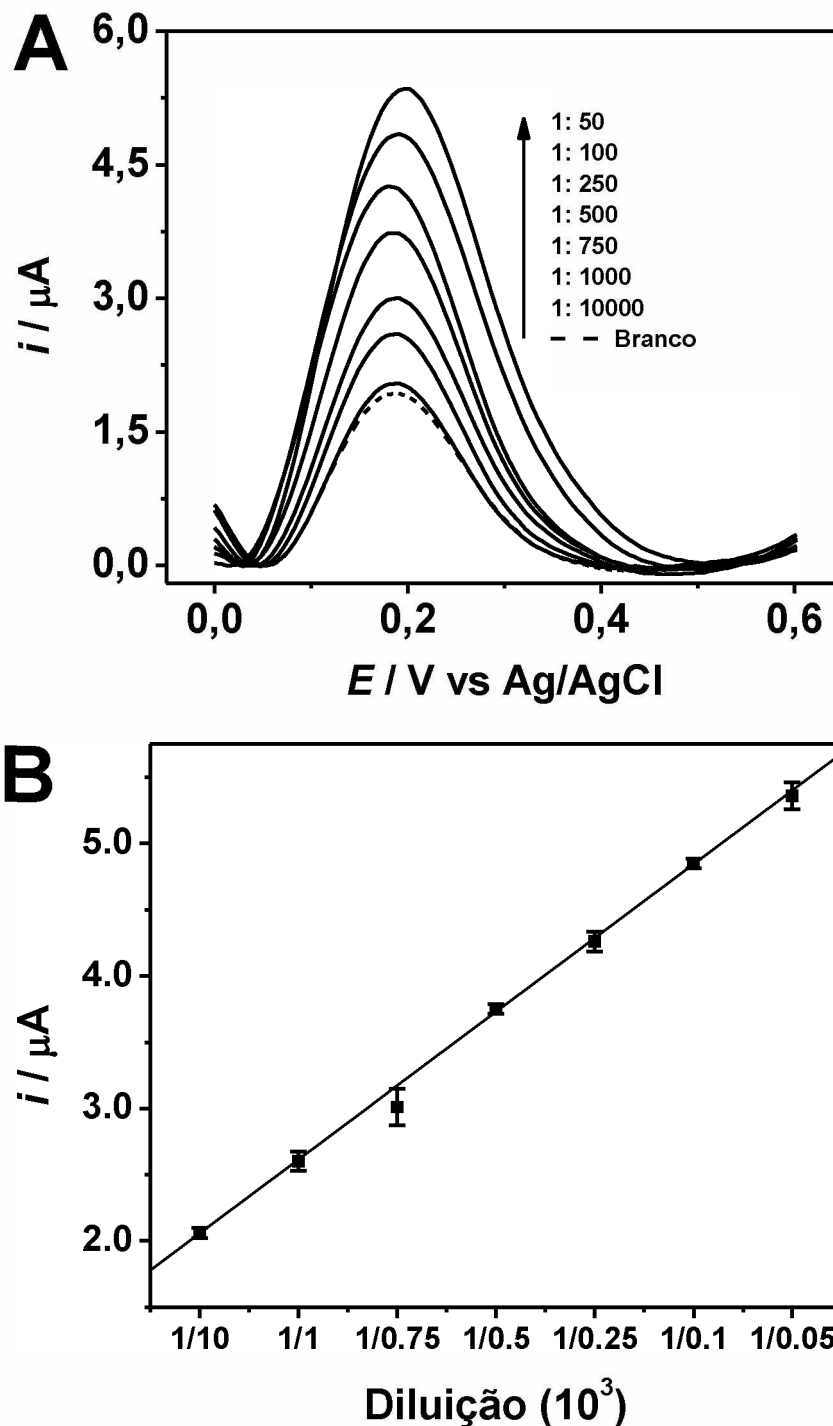 A
6,0
4,5
3,0
1,5
0,0
i / µA
1: 50
1: 100
1: 250
1: 500
1: 750
1: 1000
1: 10000
Branco
0,0 0,2 0,4 0,6
E / V vs Ag/AgCl
B
5.0
4.0
3.0
2.0
i / µA
1/10 1/1 1/0.75 1/0.5 1/0.25 1/0.1 1/0.05
Diluição (10³)